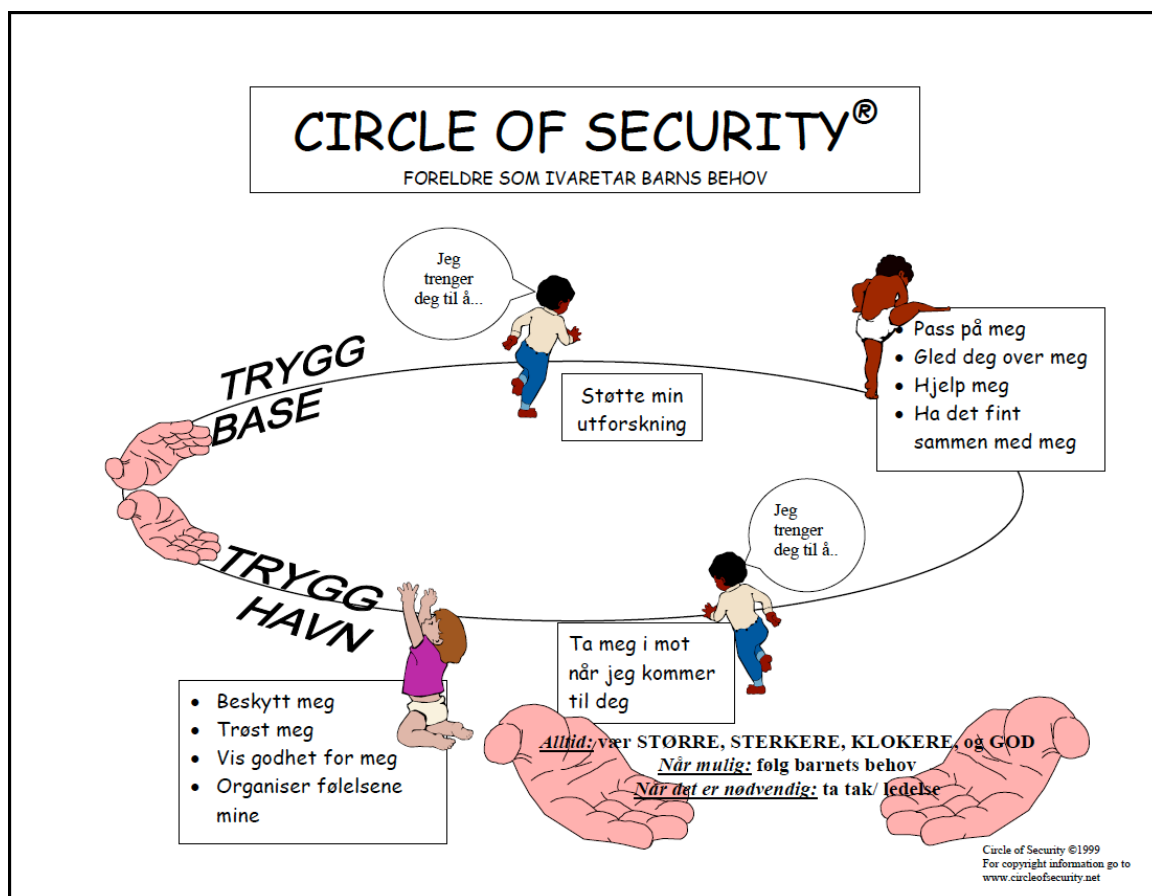 CIRCLE OF SECURITY®
FORELDRE SOM IVARETAR BARNS BEHOV
Jeg
trenger
deg til å...
TRYGG
BASE
Støtte min
utforskning
• Pass på meg
• Gled deg over meg
• Hjelp meg
• Ha det fint
sammen med meg
Jeg
trenger
deg til å..
TRYGG
HAVN
Ta meg i mot
når jeg kommer
til deg
• Beskytt meg
• Trøst meg
• Vis godhet for meg
• Organiser følelsene
mine
Alltid: vær STØRRE, STERKERE, KLOKERE, og GOD
Når mulig: følg barnets behov
Når det er nødvendig: ta tak/ ledelse
Circle of Security ©1999
For copyright information go to
www.circleofsecurity.net